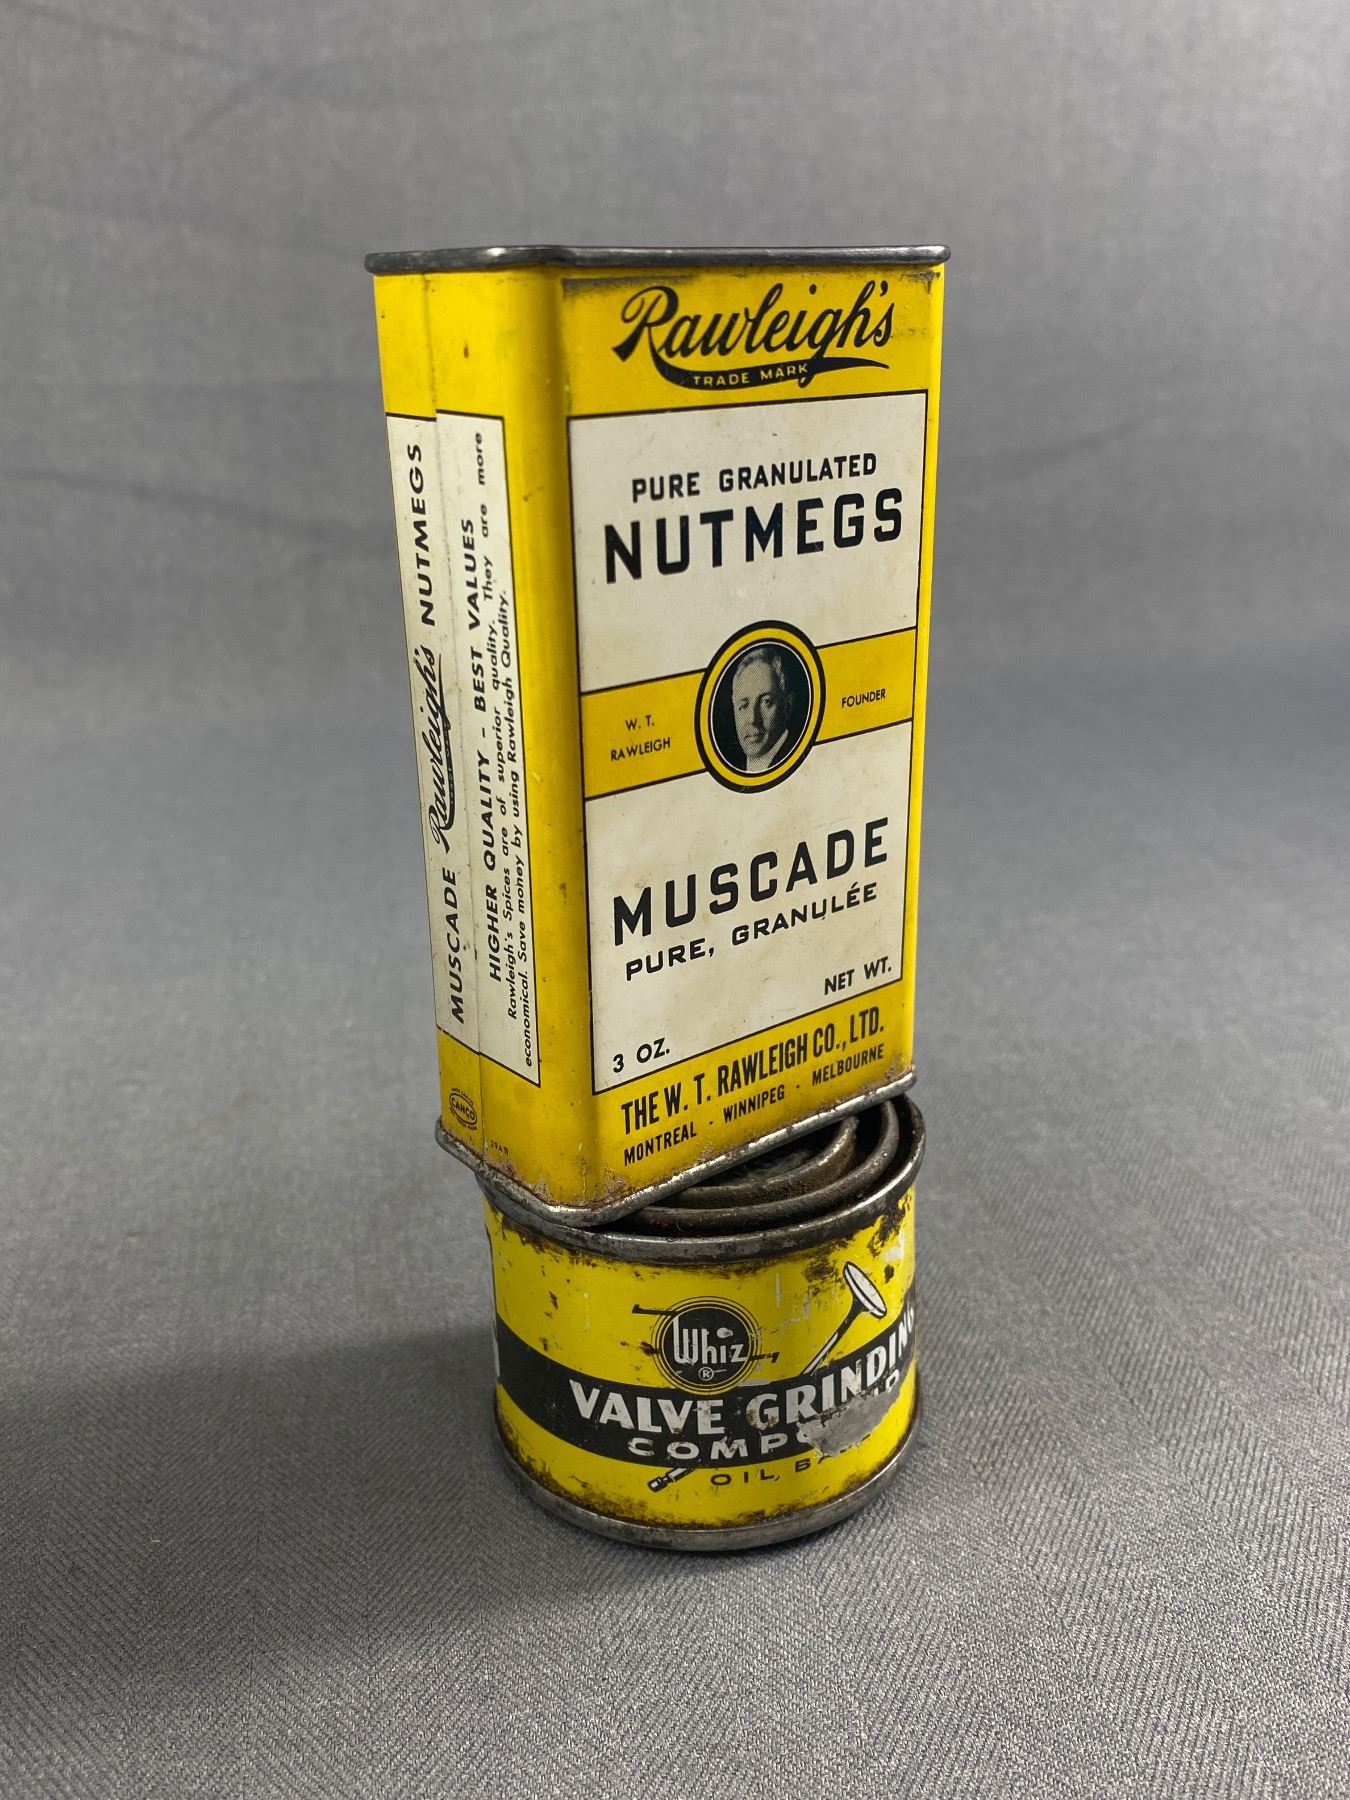 Rawleigh's
TRADE MARK
PURE GRANULATED
NUTMEGS
W. T.
RAWLEIGH
FOUNDER
MUSCADE
PURE, GRANULÉE
NET WT.
3 OZ.
THE W. T. RAWLEIGH CO., LTD.
MONTREAL - WINNIPEG - MELBOURNE
MUSCADE Rawleigh's NUTMEGS
HIGHER QUALITY - BEST VALUES
Rawleigh's Spices are of superior quality. They are more
economical. Save money by using Rawleigh Quality.
CANCO
Whiz
®
VALVE GRINDING
OIL